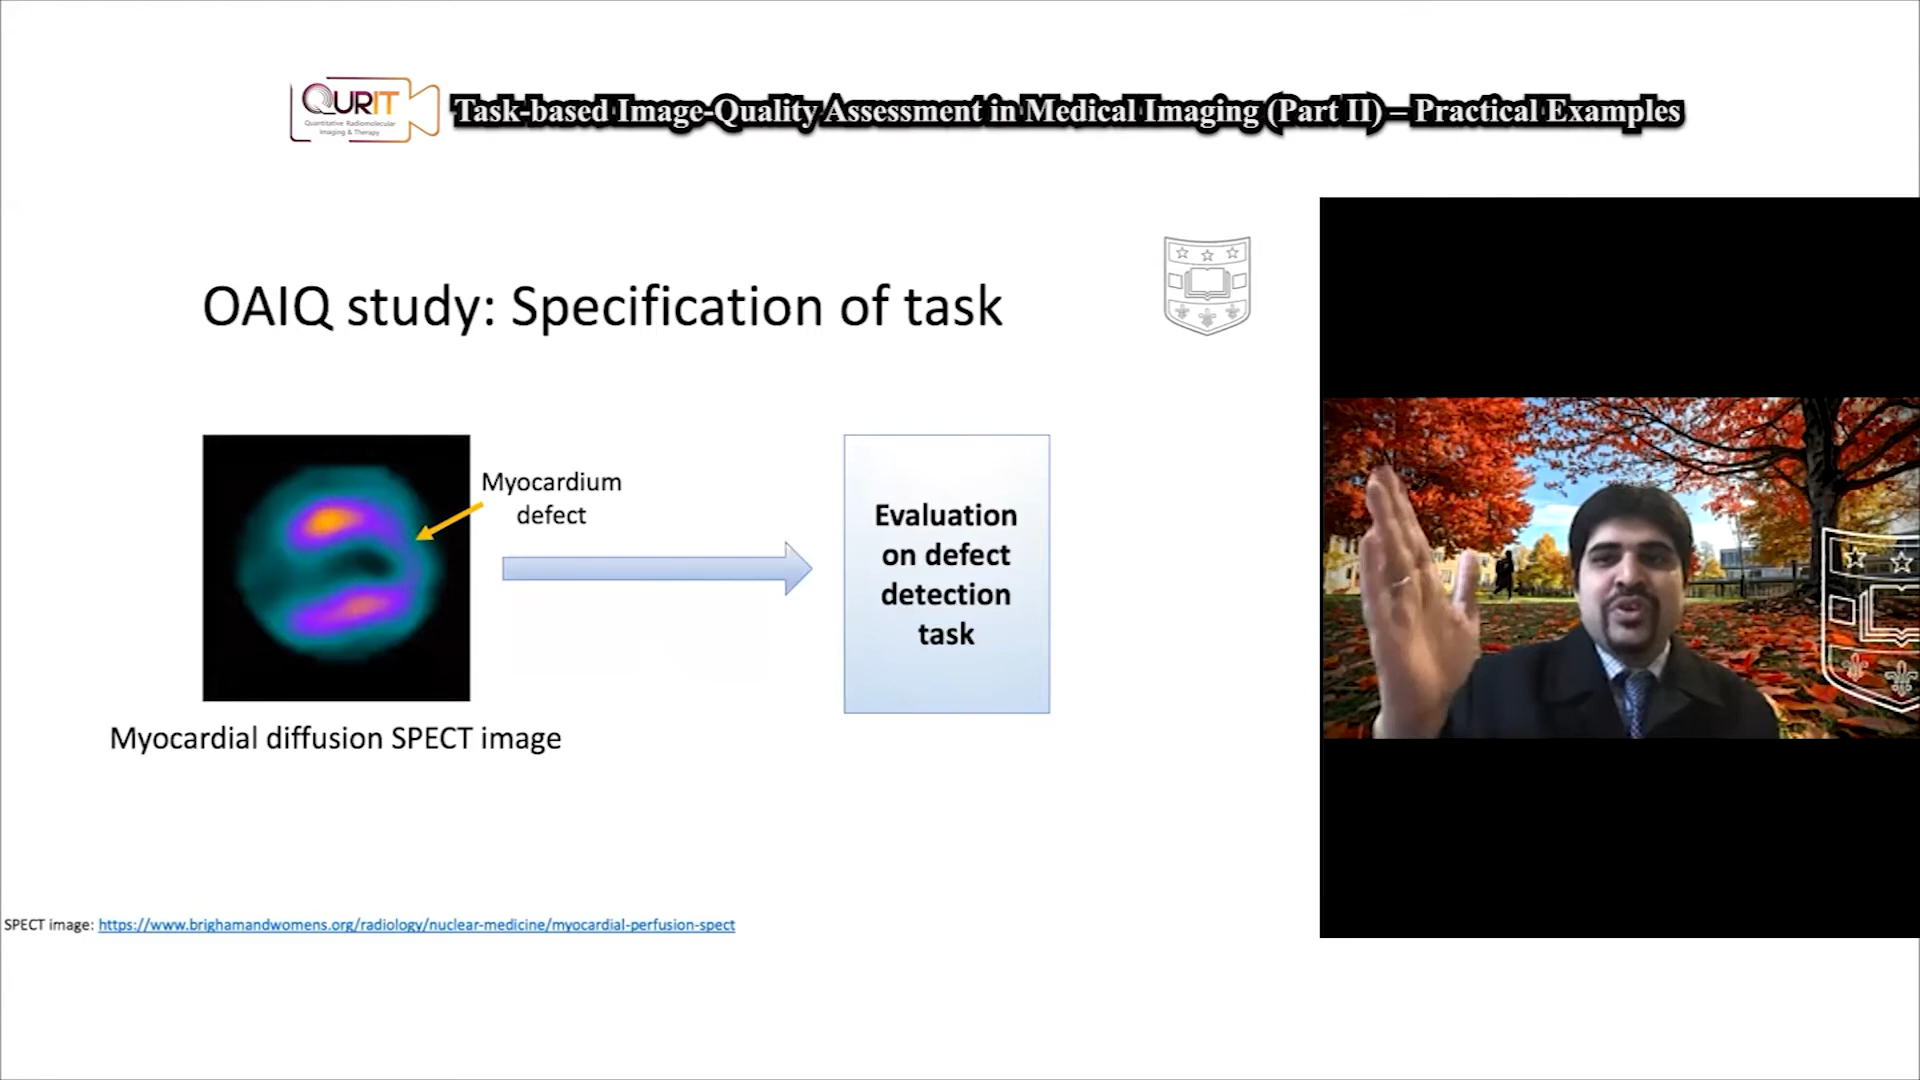 QURIT
Quantitative Radiomolecular
Imaging & Therapy
Task-based Image-Quality Assessment in Medical Imaging (Part II) – Practical Examples
OAIQ study: Specification of task
Myocardium
defect
Evaluation
on defect
detection
task
Myocardial diffusion SPECT image
SPECT image: https://www.brighamandwomens.org/radiology/nuclear-medicine/myocardial-perfusion-spect